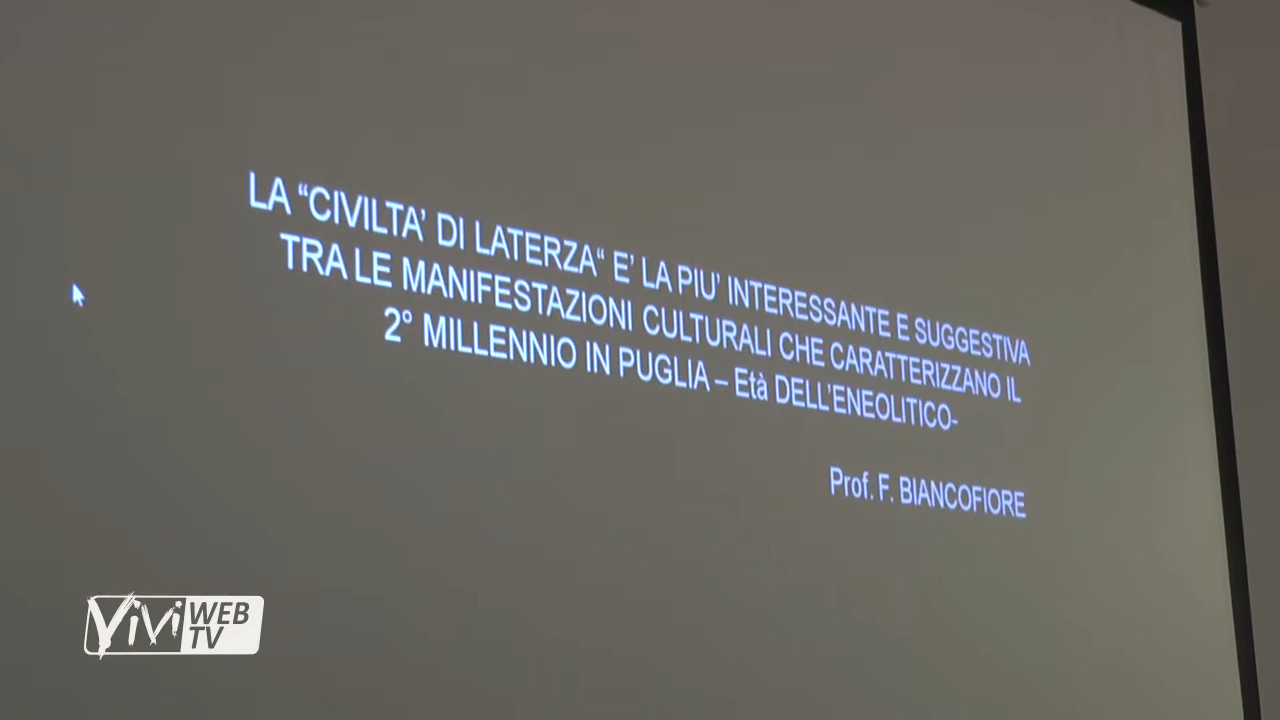 LA “CIVILTA’ DI LATERZA“ E’ LA PIU’ INTERESSANTE E SUGGESTIVA
TRA LE MANIFESTAZIONI CULTURALI CHE CARATTERIZZANO IL
2° MILLENNIO IN PUGLIA – Età DELL’ENEOLITICO-
Prof. F. BIANCOFIORE
ViVi WEB
TV